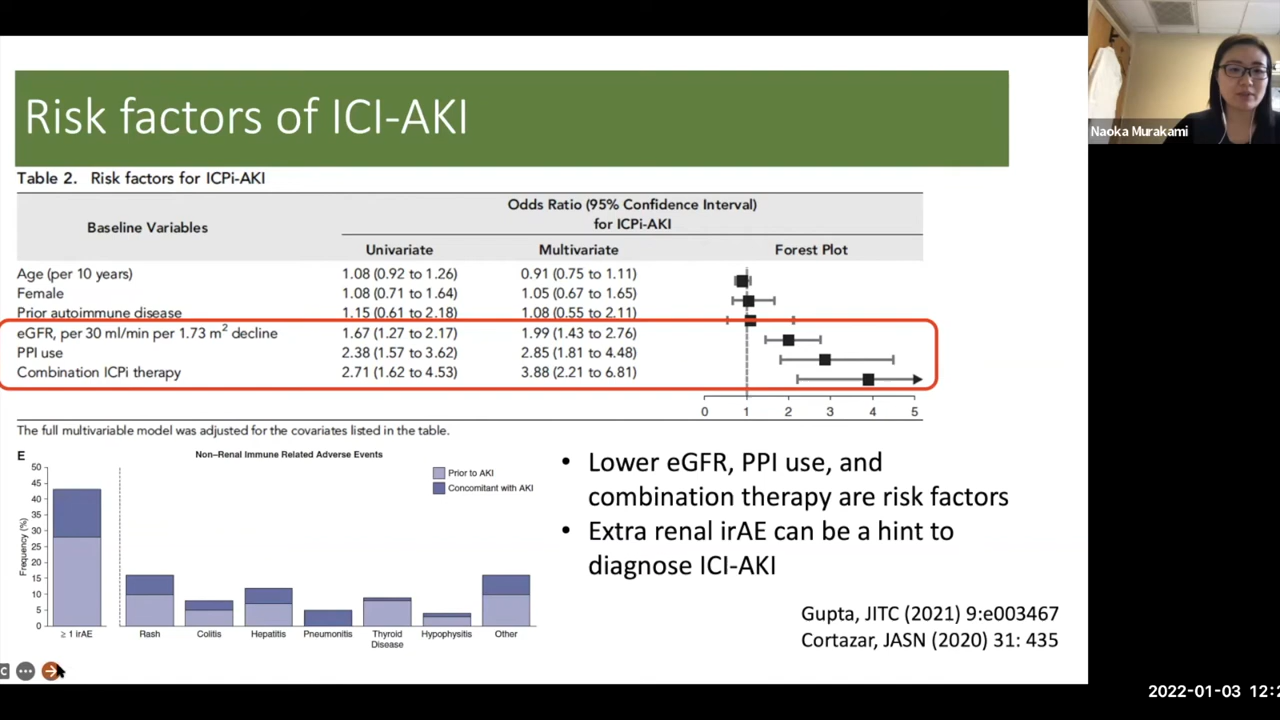 Risk factors of ICI-AKI
Naoka Murakami
Table 2. Risk factors for ICPi-AKI
Baseline Variables
Odds Ratio (95% Confidence Interval)
for ICPi-AKI
Univariate Multivariate Forest Plot
Age (per 10 years) 1.08 (0.92 to 1.26) 0.91 (0.75 to 1.11)
Female 1.08 (0.71 to 1.64) 1.05 (0.67 to 1.65)
Prior autoimmune disease 1.15 (0.61 to 2.18) 1.08 (0.55 to 2.11)
eGFR, per 30 ml/min per 1.73 m² decline 1.67 (1.27 to 2.17) 1.99 (1.43 to 2.76)
PPI use 2.38 (1.57 to 3.62) 2.85 (1.81 to 4.48)
Combination ICPi therapy 2.71 (1.62 to 4.53) 3.88 (2.21 to 6.81)
0 1 2 3 4 5
The full multivariable model was adjusted for the covariates listed in the table.
E
Non–Renal Immune Related Adverse Events
Prior to AKI
Concomitant with AKI
Frequency (%)
50
45
40
35
30
25
20
15
10
5
0
≥ 1 irAE Rash Colitis Hepatitis Pneumonitis Thyroid Disease Hypophysitis Other
• Lower eGFR, PPI use, and
combination therapy are risk factors
• Extra renal irAE can be a hint to
diagnose ICI-AKI
Gupta, JITC (2021) 9:e003467
Cortazar, JASN (2020) 31: 435
2022-01-03 12:2